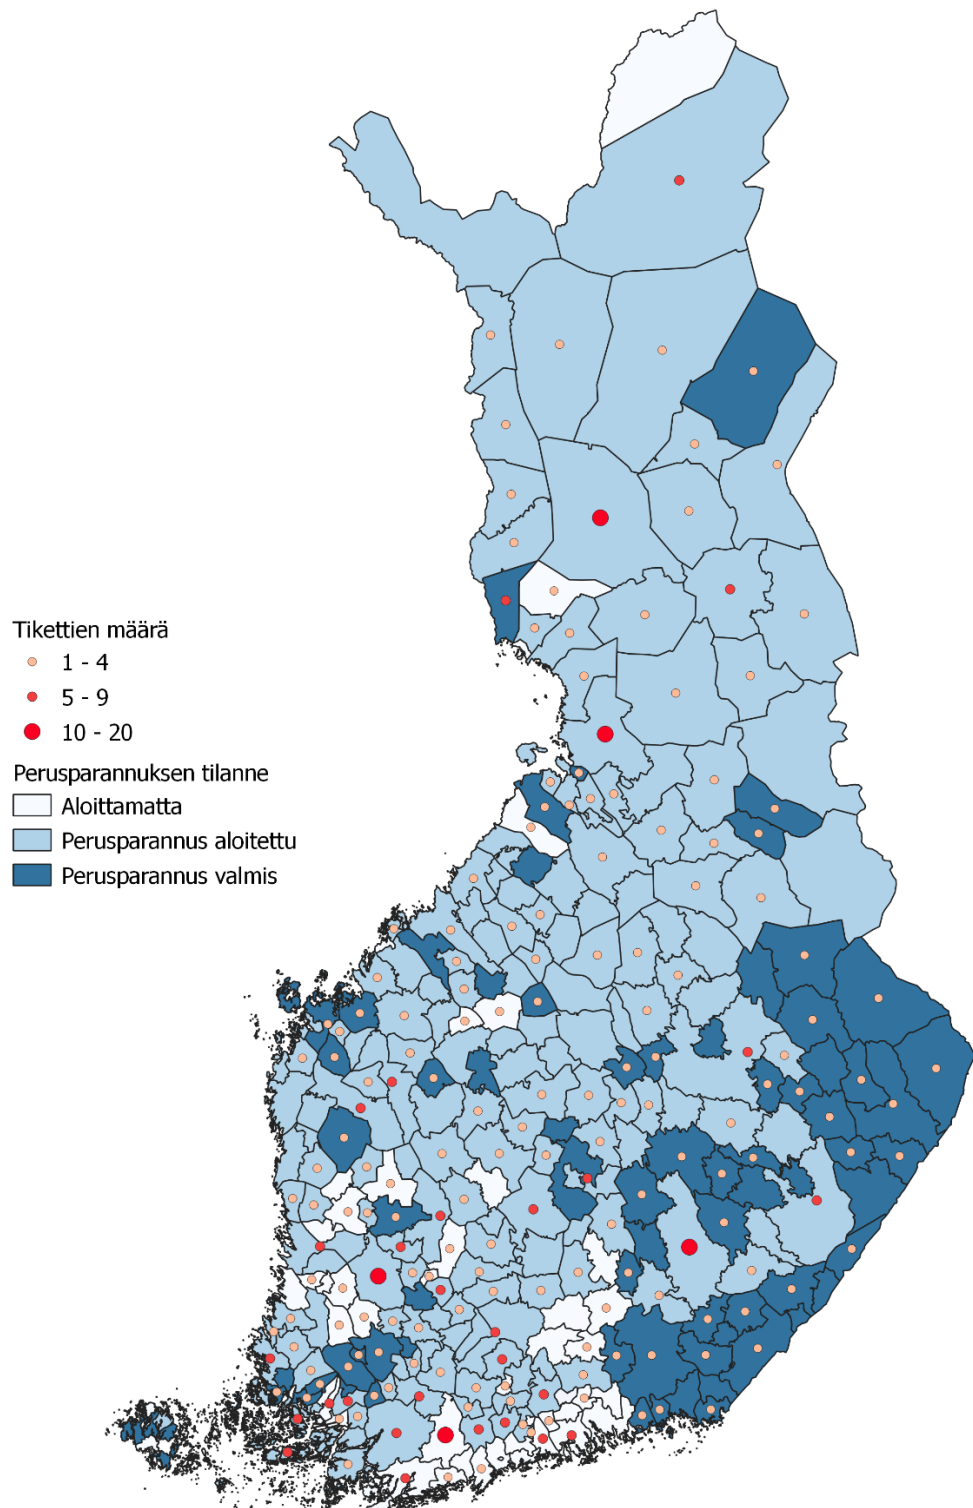 Tikettien määrä
1 - 4
5 - 9
10 - 20
Perusparannuksen tilanne
Aloittamatta
Perusparannus aloitettu
Perusparannus valmis